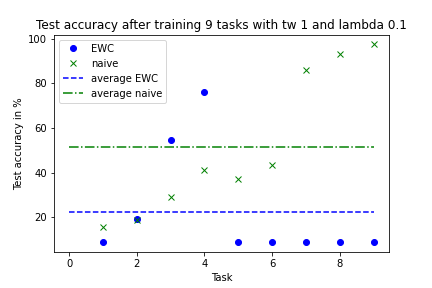 Test accuracy after training 9 tasks with tw 1 and lambda 0.1
EWC
naive
average EWC
average naive
Test accuracy in %
100
80
60
40
20
0
2
4
6
8
Task